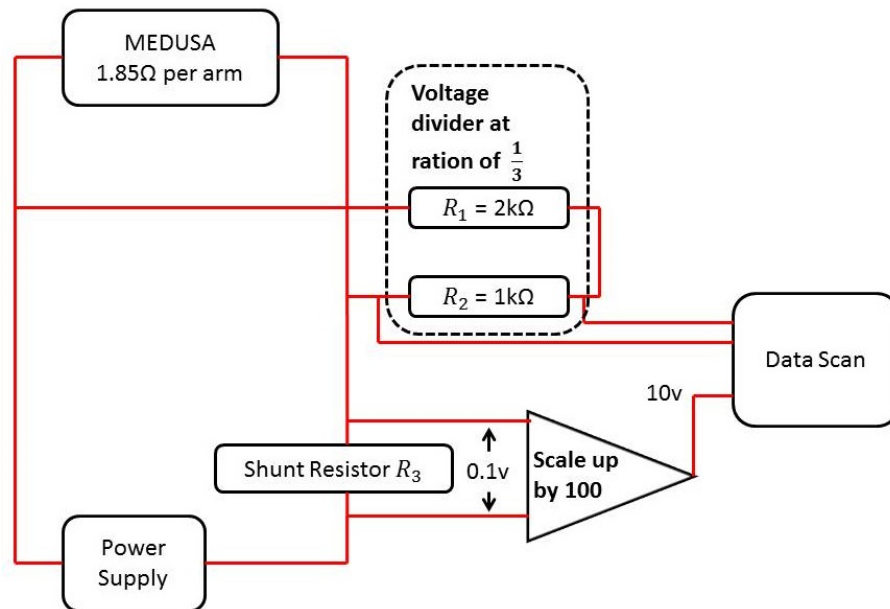 MEDUSA
1.85Ω per arm
Voltage
divider at
ration of 1/3
R₁ = 2kΩ
R₂ = 1kΩ
Data Scan
10v
Shunt Resistor R₃
0.1v
Scale up
by 100
Power
Supply